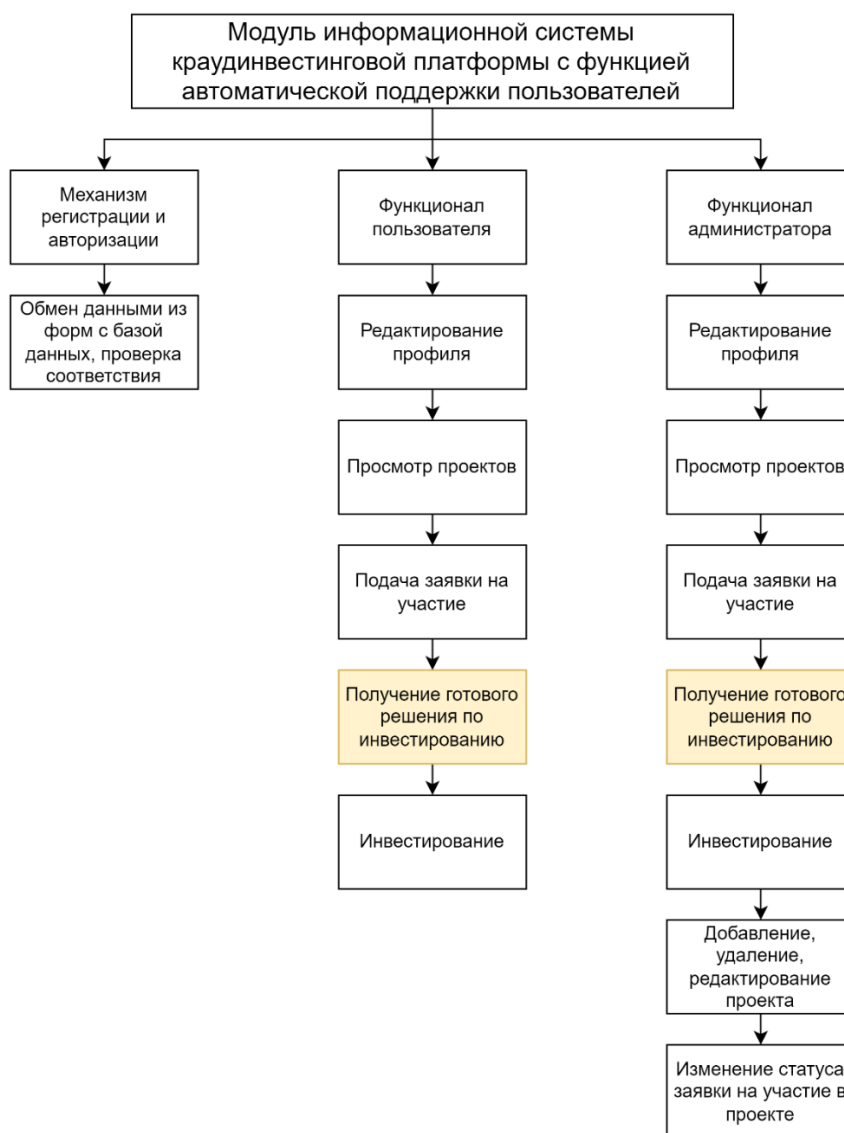 Модуль информационной системы
краудинвестинговой платформы с функцией
автоматической поддержки пользователей
Механизм
регистрации и
авторизации
Обмен данными из
форм с базой
данных, проверка
соответствия
Функционал
пользователя
Редактирование
профиля
Просмотр проектов
Подача заявки на
участие
Получение готового
решения по
инвестированию
Инвестирование
Функционал
администратора
Редактирование
профиля
Просмотр проектов
Подача заявки на
участие
Получение готового
решения по
инвестированию
Инвестирование
Добавление,
удаление,
редактирование
проекта
Изменение статуса
заявки на участие в
проекте